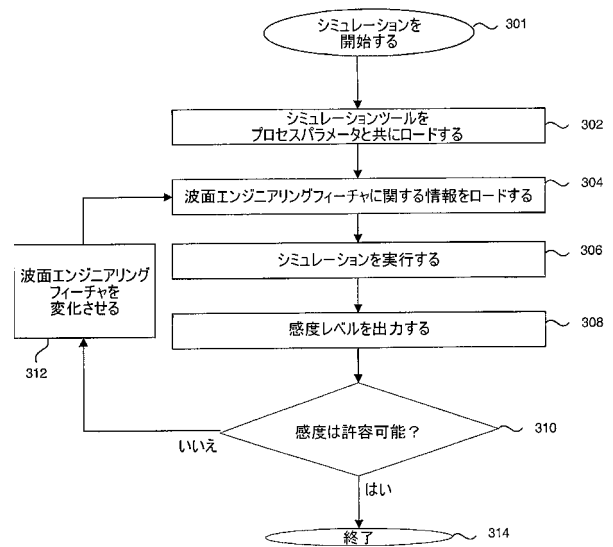 シミュレーションを
開始する
301
シミュレーションツールを
プロセスパラメータと共にロードする
302
波面エンジニアリングフィーチャに関する情報をロードする
304
シミュレーションを実行する
306
波面エンジニアリング
フィーチャを
変化させる
312
感度レベルを出力する
308
感度は許容可能？
310
いいえ
はい
終了
314